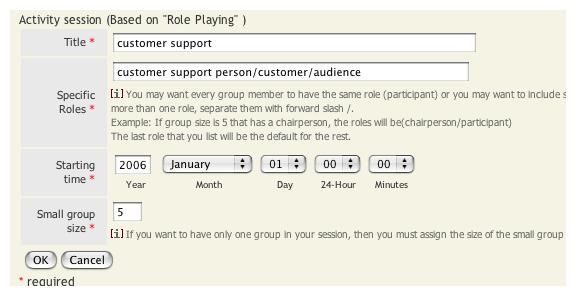 Activity session (Based on "Role Playing" )
Title * customer support
customer support person/customer/audience
Specific Roles * [i] You may want every group member to have the same role (participant) or you may want to include
more than one role, separate them with forward slash /.
Example: If group size is 5 that has a chairperson, the roles will be(chairperson/participant)
The last role that you list will be the default for the rest.
Starting time * 2006 January 01 00 00
Year Month Day 24-Hour Minutes
Small group size * 5
[i] If you want to have only one group in your session, then you must assign the size of the small group
OK Cancel
* required